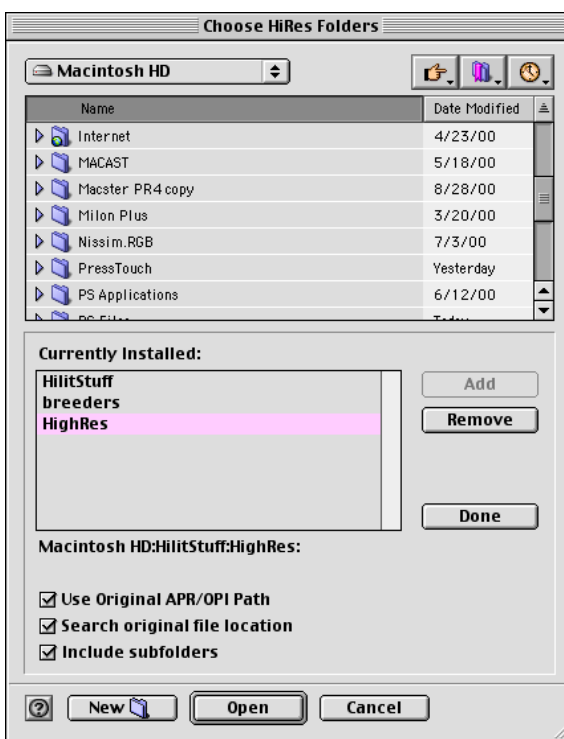 Choose HiRes Folders
Macintosh HD
Name Date Modified
Internet 4/23/00
MACAST 5/18/00
Macster PR4 copy 8/28/00
Milon Plus 3/20/00
Nissim.RGB 7/3/00
PressTouch Yesterday
PS Applications 6/12/00
Currently Installed:
HilitStuff
breeders
HighRes
Add
Remove
Done
Macintosh HD:HilitStuff:HighRes:
Use Original APR/OPI Path
Search original file location
Include subfolders
? New Open Cancel